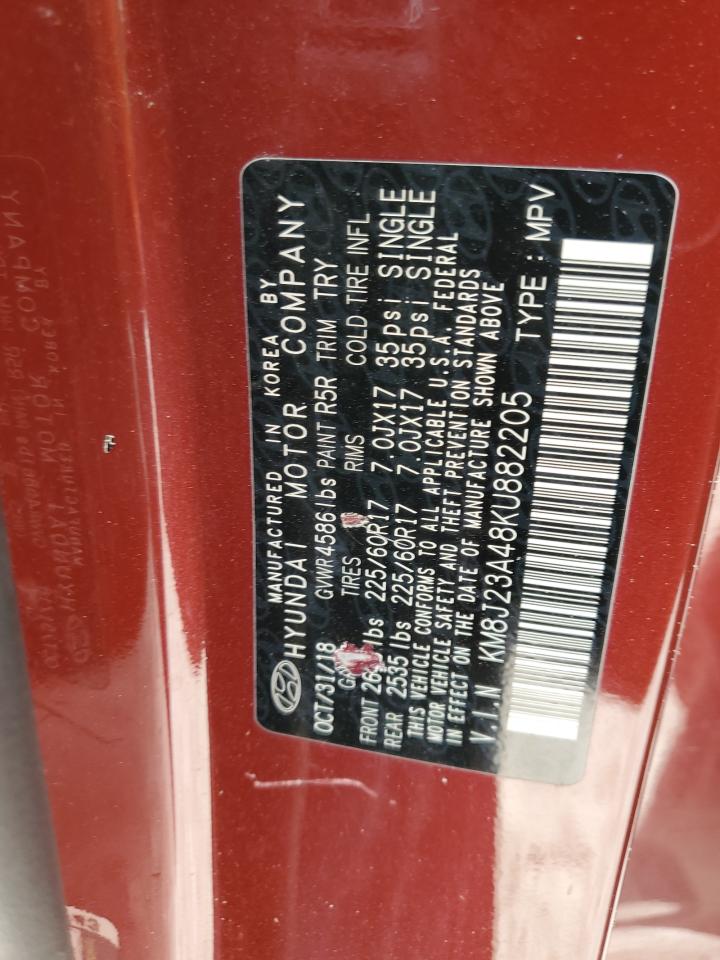 MANUFACTURED IN KOREA BY
HYUNDAI MOTOR COMPANY
OCT/31/18 GVWR 4586 lbs PAINT R5R TRIM TRY
TIRES RIMS COLD TIRE INFL
FRONT lbs 225/60R17 7.0JX17 35psi SINGLE
REAR 2535 lbs 225/60R17 7.0JX17 35psi SINGLE
THIS VEHICLE CONFORMS TO ALL APPLICABLE U.S.A. FEDERAL
MOTOR VEHICLE SAFETY AND THEFT PREVENTION STANDARDS
IN EFFECT ON THE DATE OF MANUFACTURE SHOWN ABOVE
V.I.N KM8J23A48KU882205 TYPE : MPV